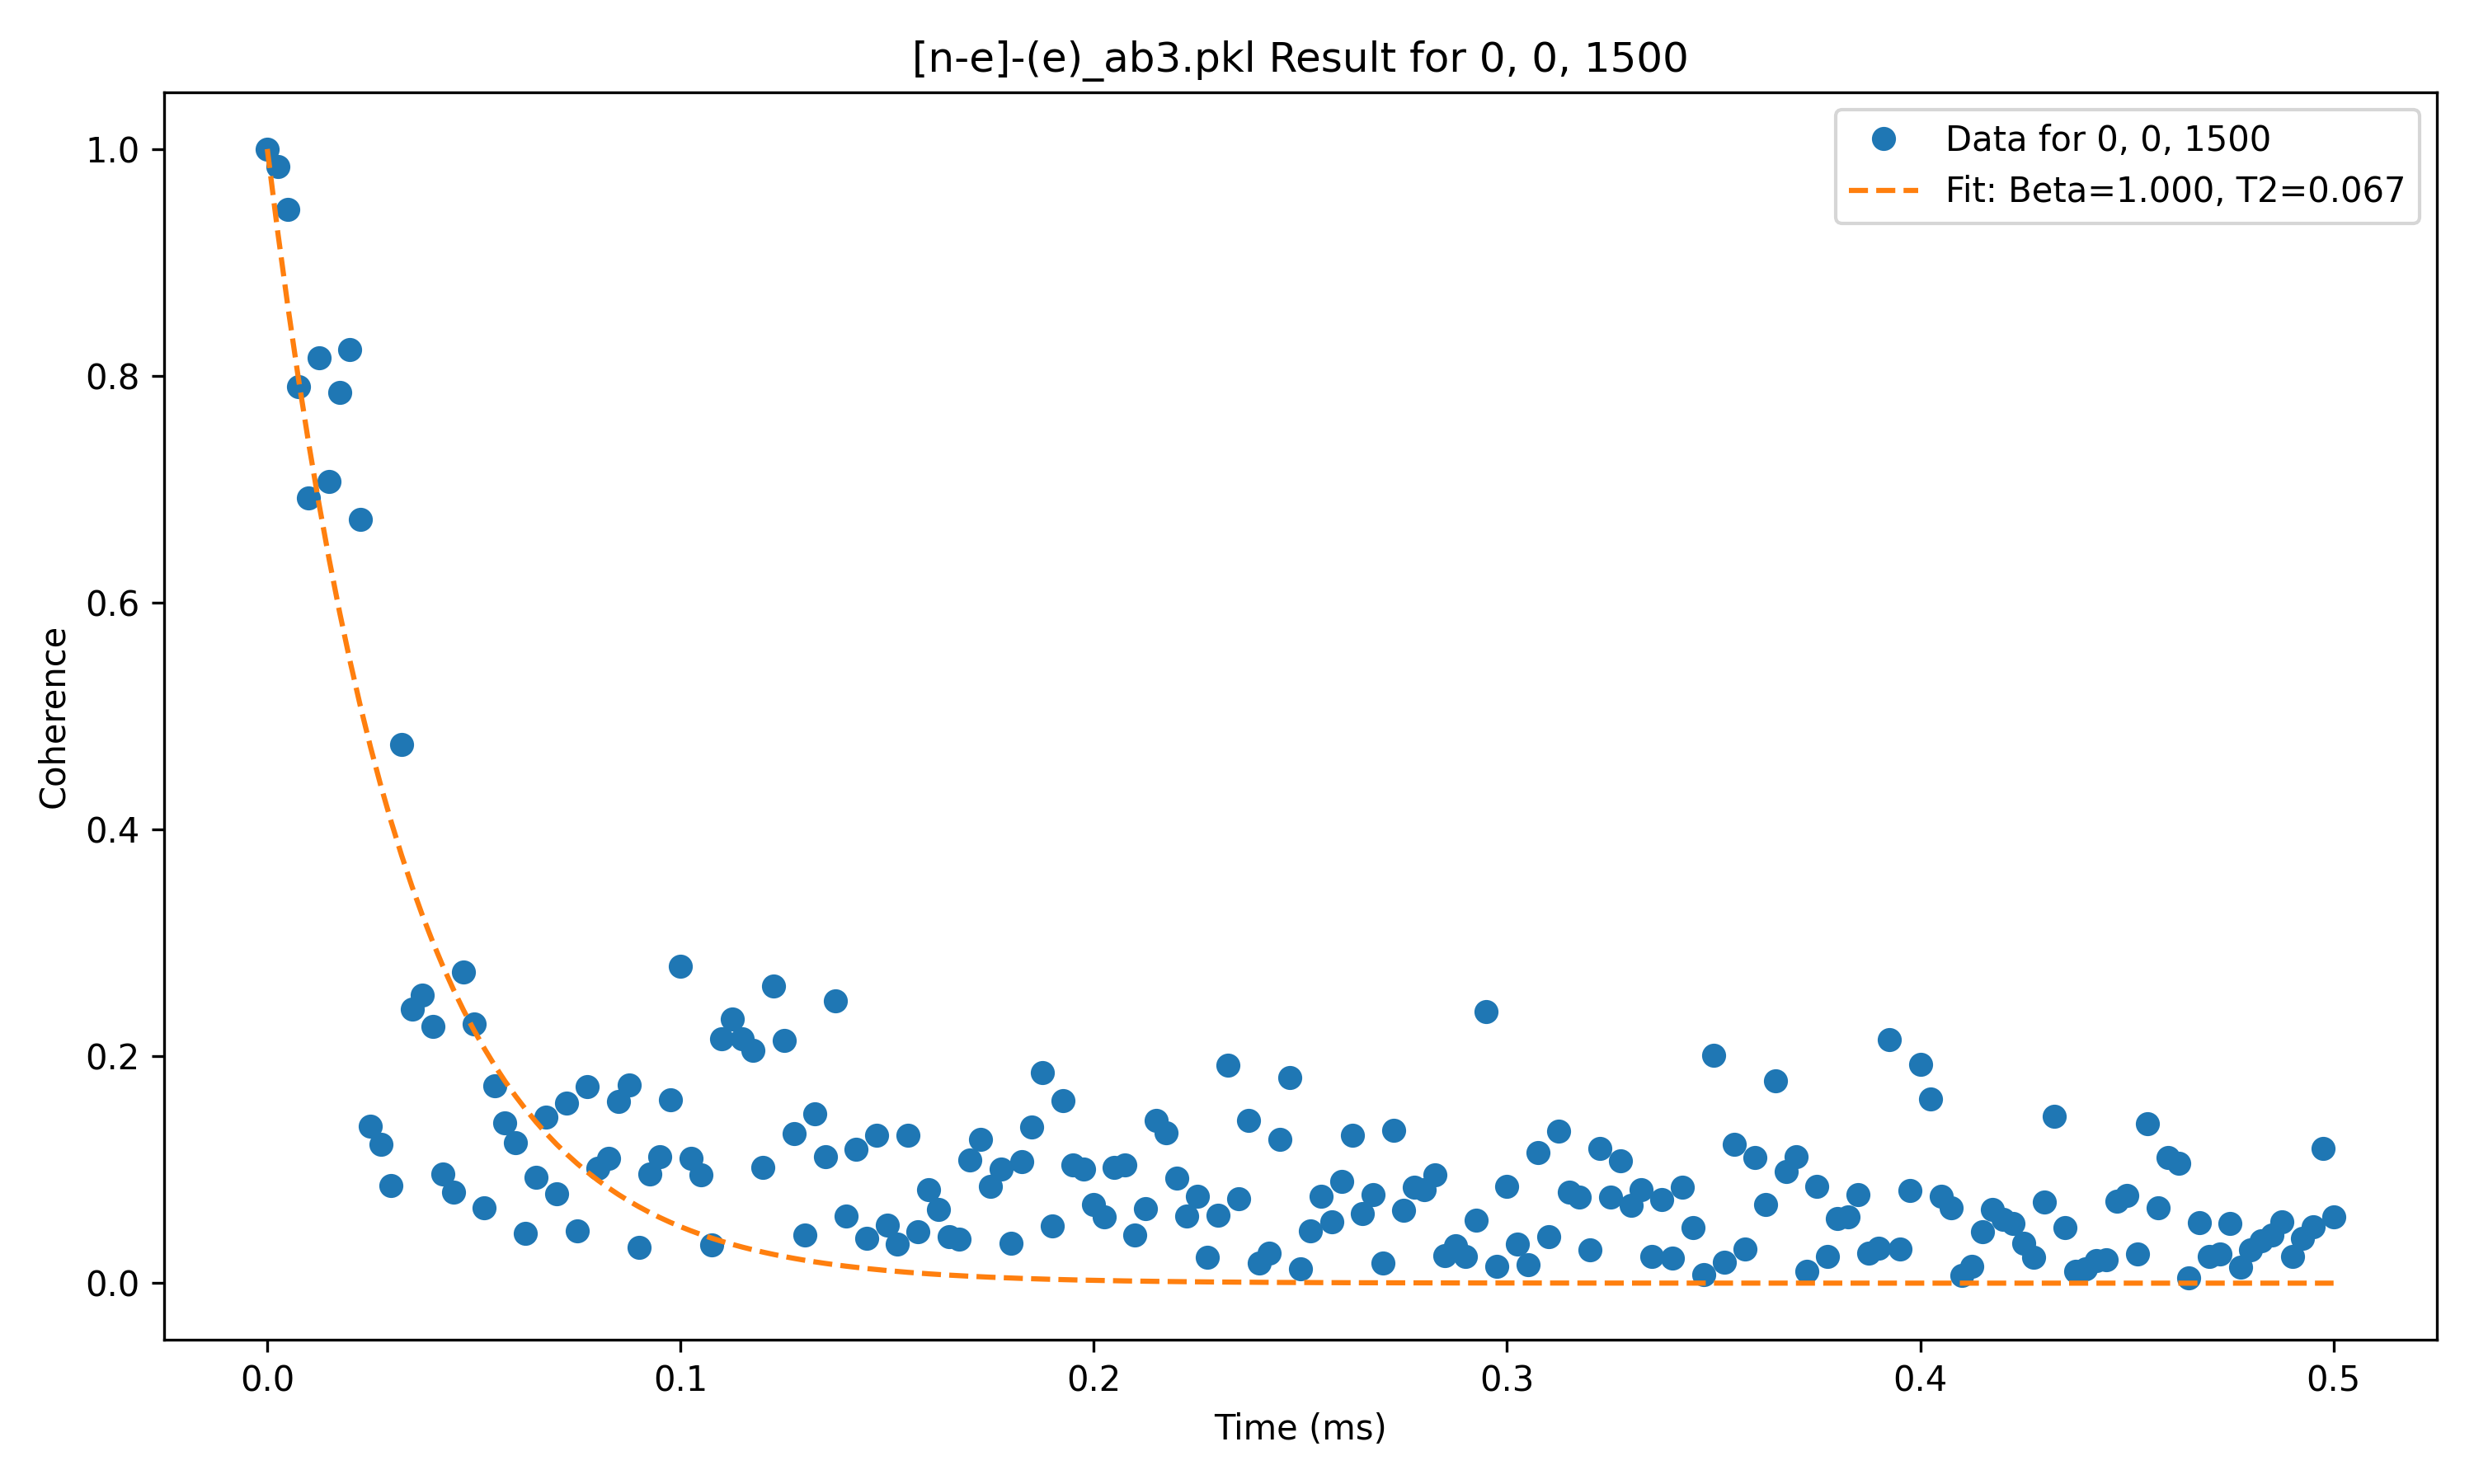 [n-e]-(e)_ab3.pkl Result for 0, 0, 1500
Data for 0, 0, 1500
Fit: Beta=1.000, T2=0.067
Coherence
1.0
0.8
0.6
0.4
0.2
0.0
0.0 0.1 0.2 0.3 0.4 0.5
Time (ms)